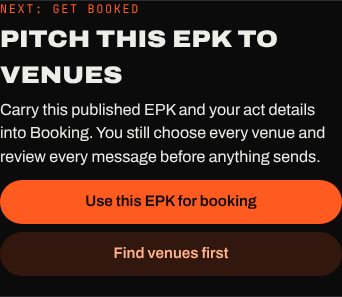 NEXT: GET BOOKED
PITCH THIS EPK TO
VENUES
Carry this published EPK and your act details
into Booking. You still choose every venue and
review every message before anything sends.
Use this EPK for booking
Find venues first